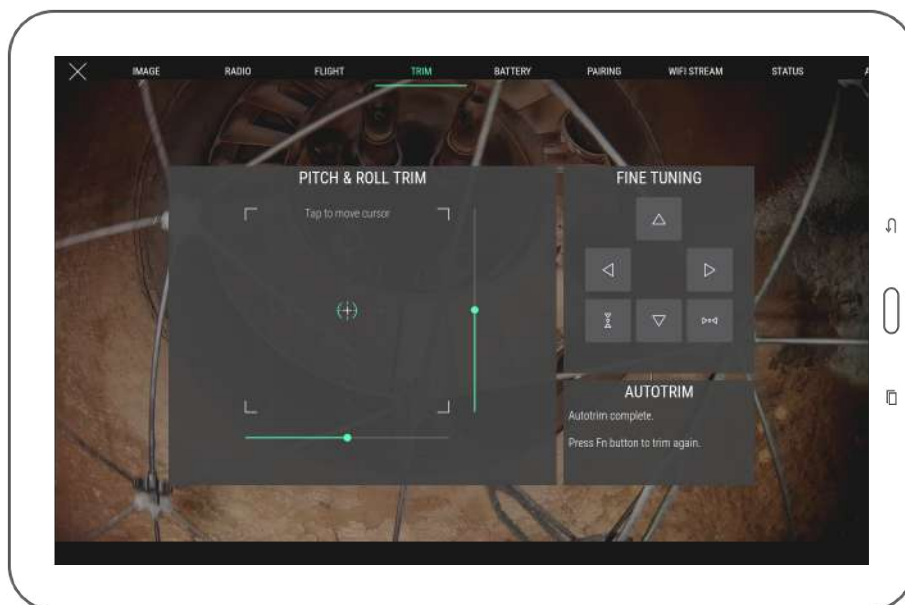 IMAGE RADIO FLIGHT TRIM BATTERY PAIRING WIFI STREAM STATUS
PITCH & ROLL TRIM
Tap to move cursor
FINE TUNING
AUTOTRIM
Autotrim complete.
Press Fn button to trim again.